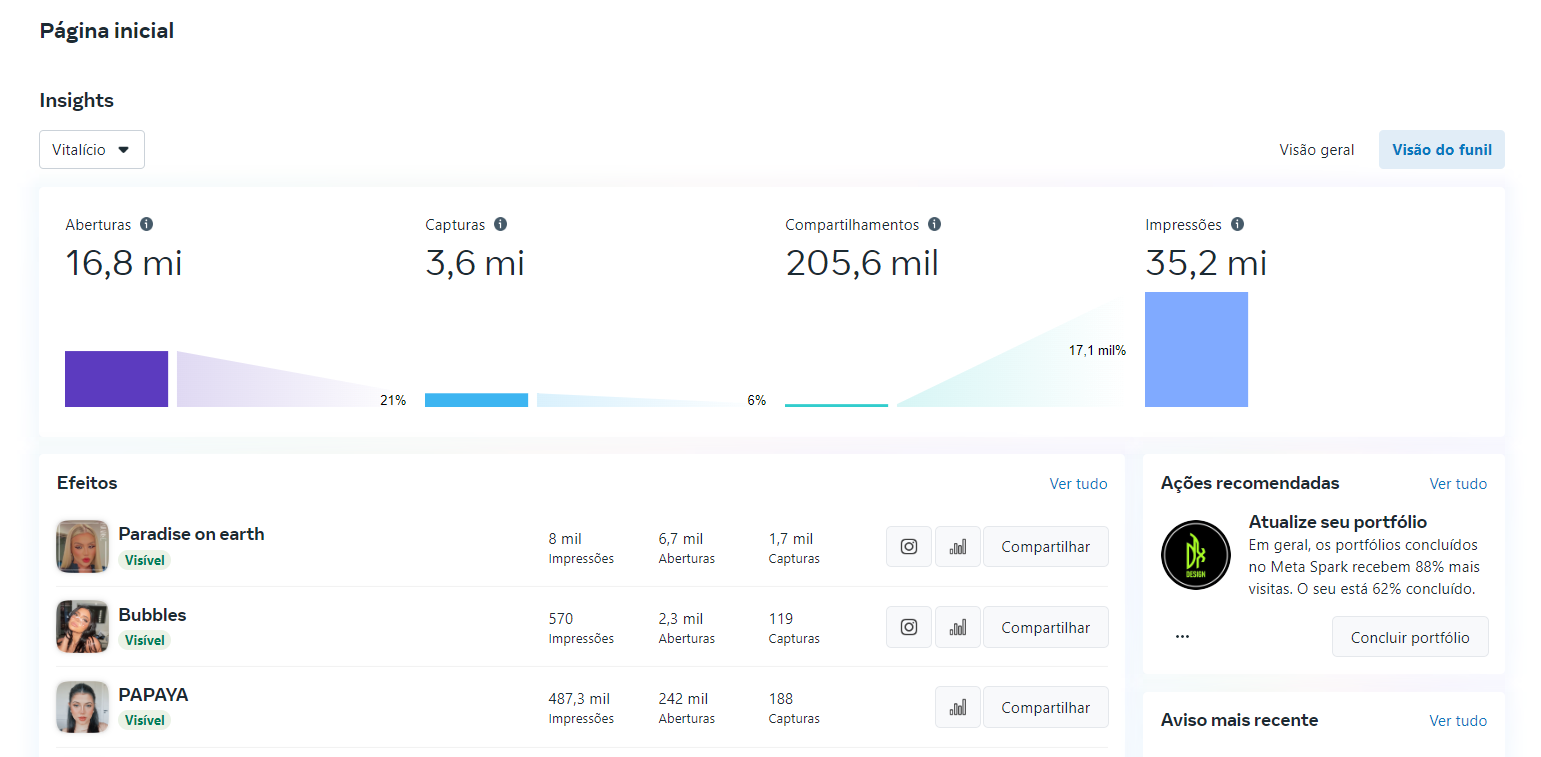 Página inicial
Insights
Vitalício
Visão geral
Visão do funil
Aberturas
Capturas
Compartilhamentos
Impressões
16,8 mi
3,6 mi
205,6 mil
35,2 mi
21%
6%
17,1 mil%
Efeitos
Ver tudo
Paradise on earth
Visível
8 mil
Impressões
6,7 mil
Aberturas
1,7 mil
Capturas
Compartilhar
Bubbles
Visível
570
Impressões
2,3 mil
Aberturas
119
Capturas
Compartilhar
PAPAYA
Visível
487,3 mil
Impressões
242 mil
Aberturas
188
Capturas
Compartilhar
Ações recomendadas
Ver tudo
DESIGN
Atualize seu portfólio
Em geral, os portfólios concluídos
no Meta Spark recebem 88% mais
visitas. O seu está 62% concluído.
Concluir portfólio
Aviso mais recente
Ver tudo